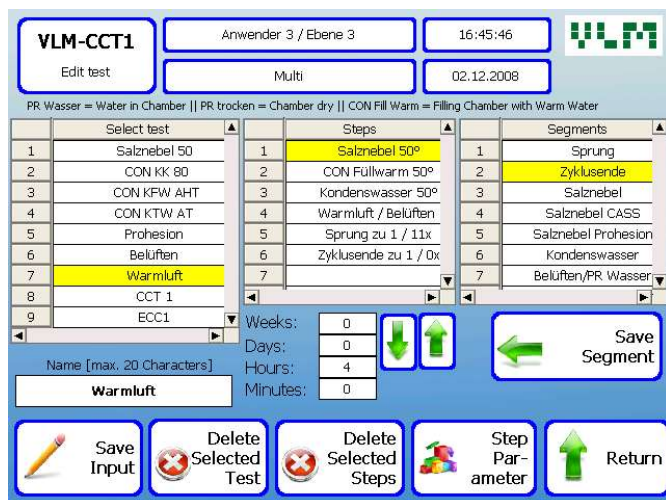 VLM-CCT1
Edit test
Anwender 3 / Ebene 3
16:45:46
VLM
Multi
02.12.2008
PR Wasser = Water in Chamber || PR trocken = Chamber dry || CON Fill Warm = Filling Chamber with Warm Water
Select test
1 Salznebel 50
2 CON KK 80
3 CON KFW AHT
4 CON KTW AT
5 Prohesion
6 Belüften
7 Warmluft
8 CCT 1
9 ECC1
Steps
1 Salznebel 50º
2 CON Füllwarm 50º
3 Kondenswasser 50º
4 Warmluft / Belüften
5 Sprung zu 1 / 11x
6 Zyklusende zu 1 / 0x
7
Segments
1 Sprung
2 Zyklusende
3 Salznebel
4 Salznebel CASS
5 Salznebel Prohesion
6 Kondenswasser
7 Belüften/PR Wasser
Name [max. 20 Characters]
Warmluft
Weeks: 0
Days: 0
Hours: 4
Minutes: 0
Save
Segment
Save
Input
Delete
Selected
Test
Delete
Selected
Steps
Step
Par-
ameter
Return